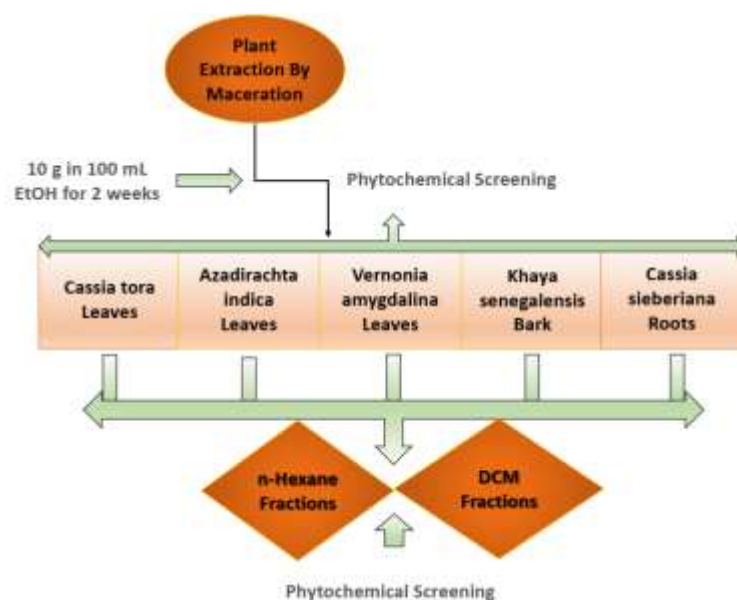 Plant
Extraction By
Maceration
10 g in 100 mL
EtOH for 2 weeks
Phytochemical Screening
Cassia tora
Leaves
Azadirachta
indica
Leaves
Vernonia
amygdalina
Leaves
Khaya
senegalensis
Bark
Cassia
sieberiana
Roots
n-Hexane
Fractions
DCM
Fractions
Phytochemical Screening